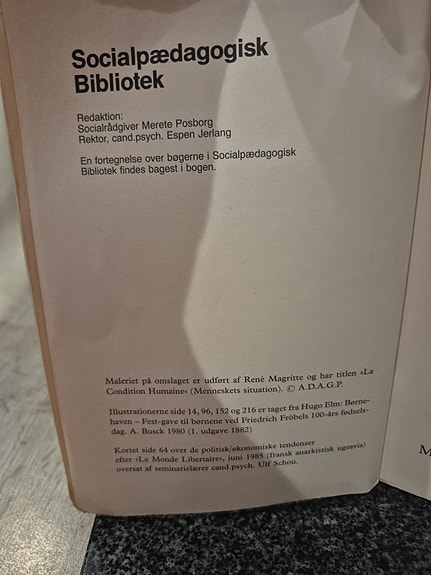 Socialpædagogisk
Bibliotek
Redaktion:
Socialrådgiver Merete Posborg
Rektor, cand.psych. Espen Jerlang
En fortegnelse over bøgerne i Socialpædagogisk
Bibliotek findes bagest i bogen.
Maleriet på omslaget er udført af René Magritte og har titlen »La
Condition Humaine« (Menneskets situation). © A.D.A.G.P.
Illustrationerne side 14, 96, 152 og 216 er taget fra Hugo Elm: Børne-
haven – Fest-gave til børnene ved Friedrich Fröbels 100-års fødsels-
dag. A. Busck 1980 (1. udgave 1882)
Kortet side 64 over de politisk/økonomiske tendenser
efter »Le Monde Libertaire«, juni 1985 (fransk anarkistisk ugeavis)
oversat af seminarielærer cand.psych. Ulf Schou.
M